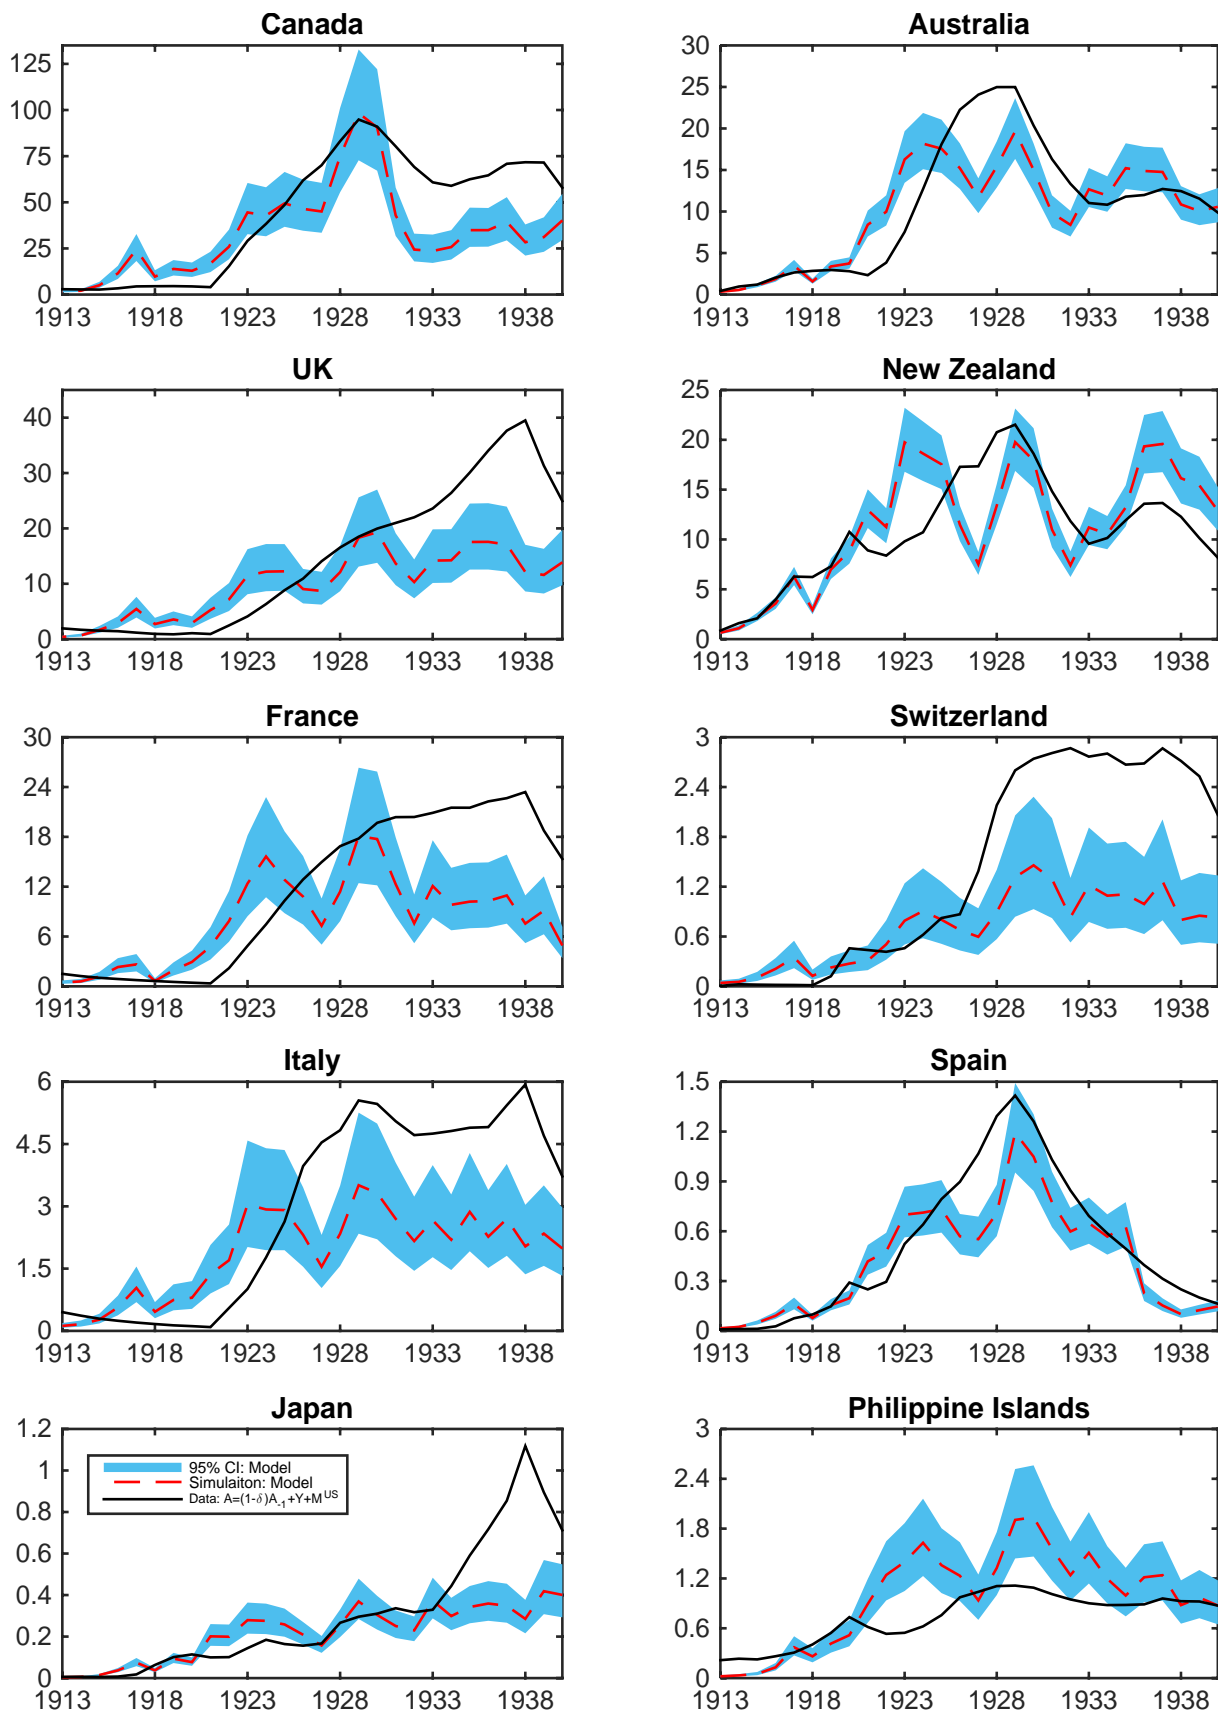 Canada
125
100
75
50
25
0
1913 1918 1923 1928 1933 1938
Australia
30
25
20
15
10
5
0
1913 1918 1923 1928 1933 1938
UK
40
30
20
10
0
1913 1918 1923 1928 1933 1938
New Zealand
25
20
15
10
5
0
1913 1918 1923 1928 1933 1938
France
30
24
18
12
6
0
1913 1918 1923 1928 1933 1938
Switzerland
3
2.4
1.8
1.2
0.6
0
1913 1918 1923 1928 1933 1938
Italy
6
4.5
3
1.5
0
1913 1918 1923 1928 1933 1938
Spain
1.5
1.2
0.9
0.6
0.3
0
1913 1918 1923 1928 1933 1938
Japan
1.2
1
0.8
0.6
0.4
0.2
0
95% CI: Model
Simulaiton: Model
Data: A=(1-δ)A_{-1}+Y+M^{US}
1913 1918 1923 1928 1933 1938
Philippine Islands
3
2.4
1.8
1.2
0.6
0
1913 1918 1923 1928 1933 1938